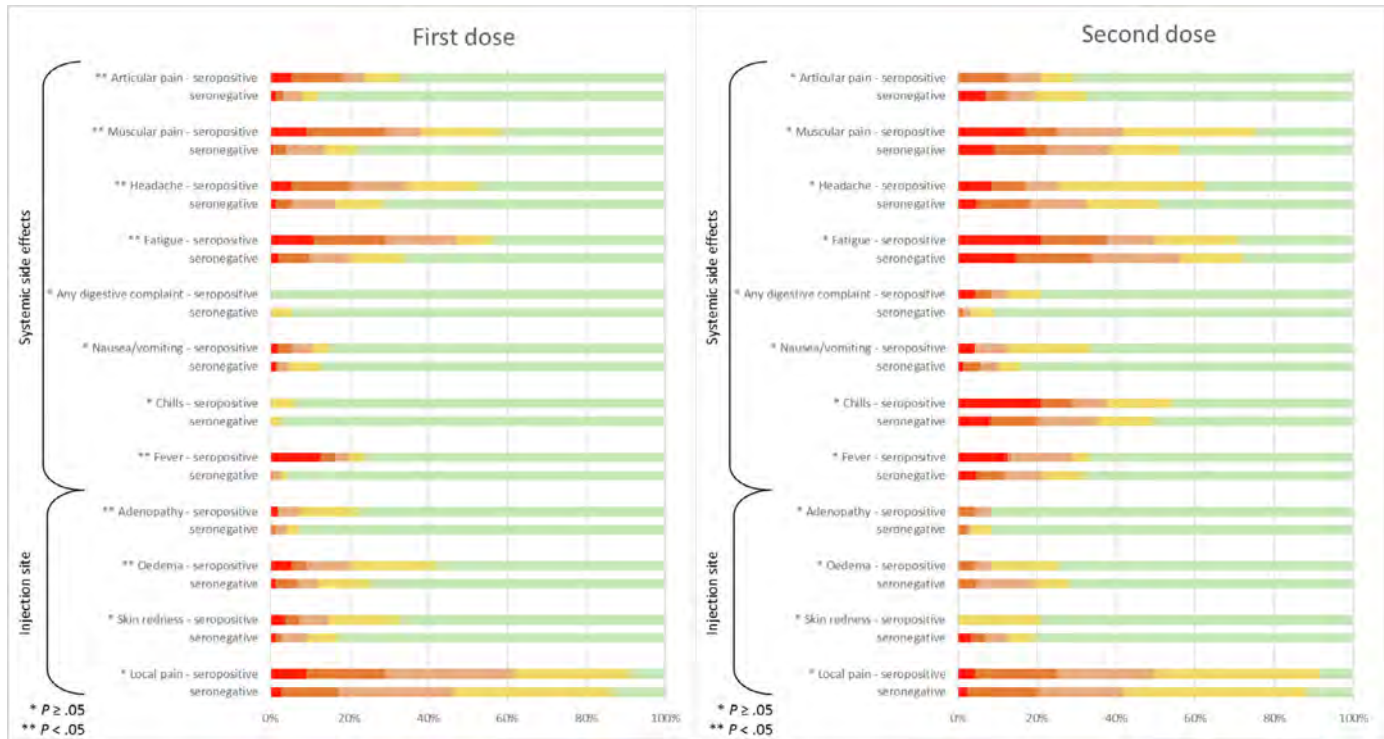 First dose
Systemic side effects
** Articular pain - seropositive
seronegative
** Muscular pain - seropositive
seronegative
** Headache - seropositive
seronegative
** Fatigue - seropositive
seronegative
* Any digestive complaint - seropositive
seronegative
* Nausea/vomiting - seropositive
seronegative
* Chills - seropositive
seronegative
** Fever - seropositive
seronegative
Injection site
** Adenopathy - seropositive
seronegative
** Oedema - seropositive
seronegative
* Skin redness - seropositive
seronegative
* Local pain - seropositive
seronegative
0% 20% 40% 60% 80% 100%
* P ≥ .05
** P < .05
Second dose
Systemic side effects
* Articular pain - seropositive
seronegative
* Muscular pain - seropositive
seronegative
* Headache - seropositive
seronegative
* Fatigue - seropositive
seronegative
* Any digestive complaint - seropositive
seronegative
* Nausea/vomiting - seropositive
seronegative
* Chills - seropositive
seronegative
* Fever - seropositive
seronegative
Injection site
* Adenopathy - seropositive
seronegative
* Oedema - seropositive
seronegative
* Skin redness - seropositive
seronegative
* Local pain - seropositive
seronegative
0% 20% 40% 60% 80% 100%
* P ≥ .05
** P < .05